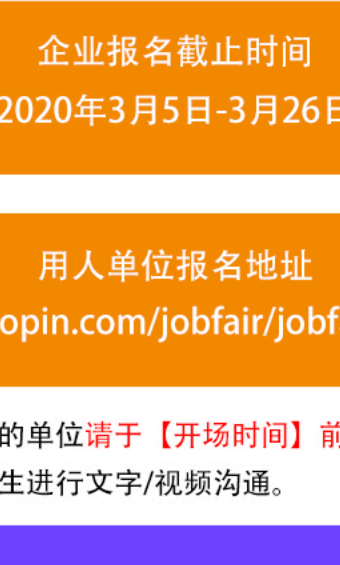 企业报名截止时间
2020年3月5日-3月26日
用人单位报名地址
opin.com/jobfair/jobf
的单位请于【开场时间】前
生进行文字/视频沟通。